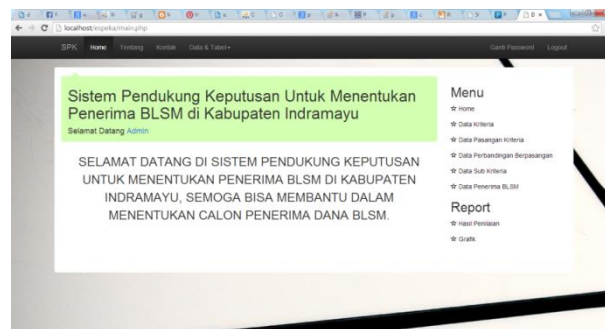 localhost/espeka/main.php
SPK Home Tentang Kontak Data & Tabel Ganti Password Logout
Sistem Pendukung Keputusan Untuk Menentukan
Penerima BLSM di Kabupaten Indramayu
Selamat Datang Admin
SELAMAT DATANG DI SISTEM PENDUKUNG KEPUTUSAN
UNTUK MENENTUKAN PENERIMA BLSM DI KABUPATEN
INDRAMAYU, SEMOGA BISA MEMBANTU DALAM
MENENTUKAN CALON PENERIMA DANA BLSM.
Menu
Home
Data Kriteria
Data Pasangan Kriteria
Data Perbandingan Berpasangan
Data Sub Kriteria
Data Penerima BLSM
Report
Hasil Penilaian
Grafik